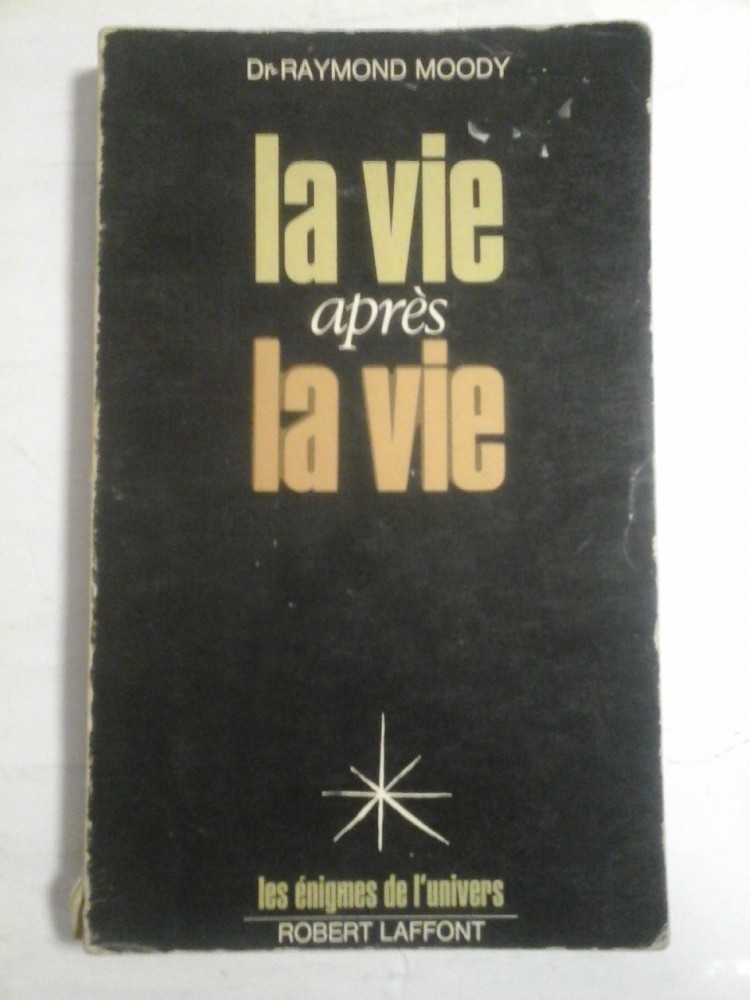 Dr RAYMOND MOODY
la vie
après
la vie
les énigmes de l'univers
ROBERT LAFFONT